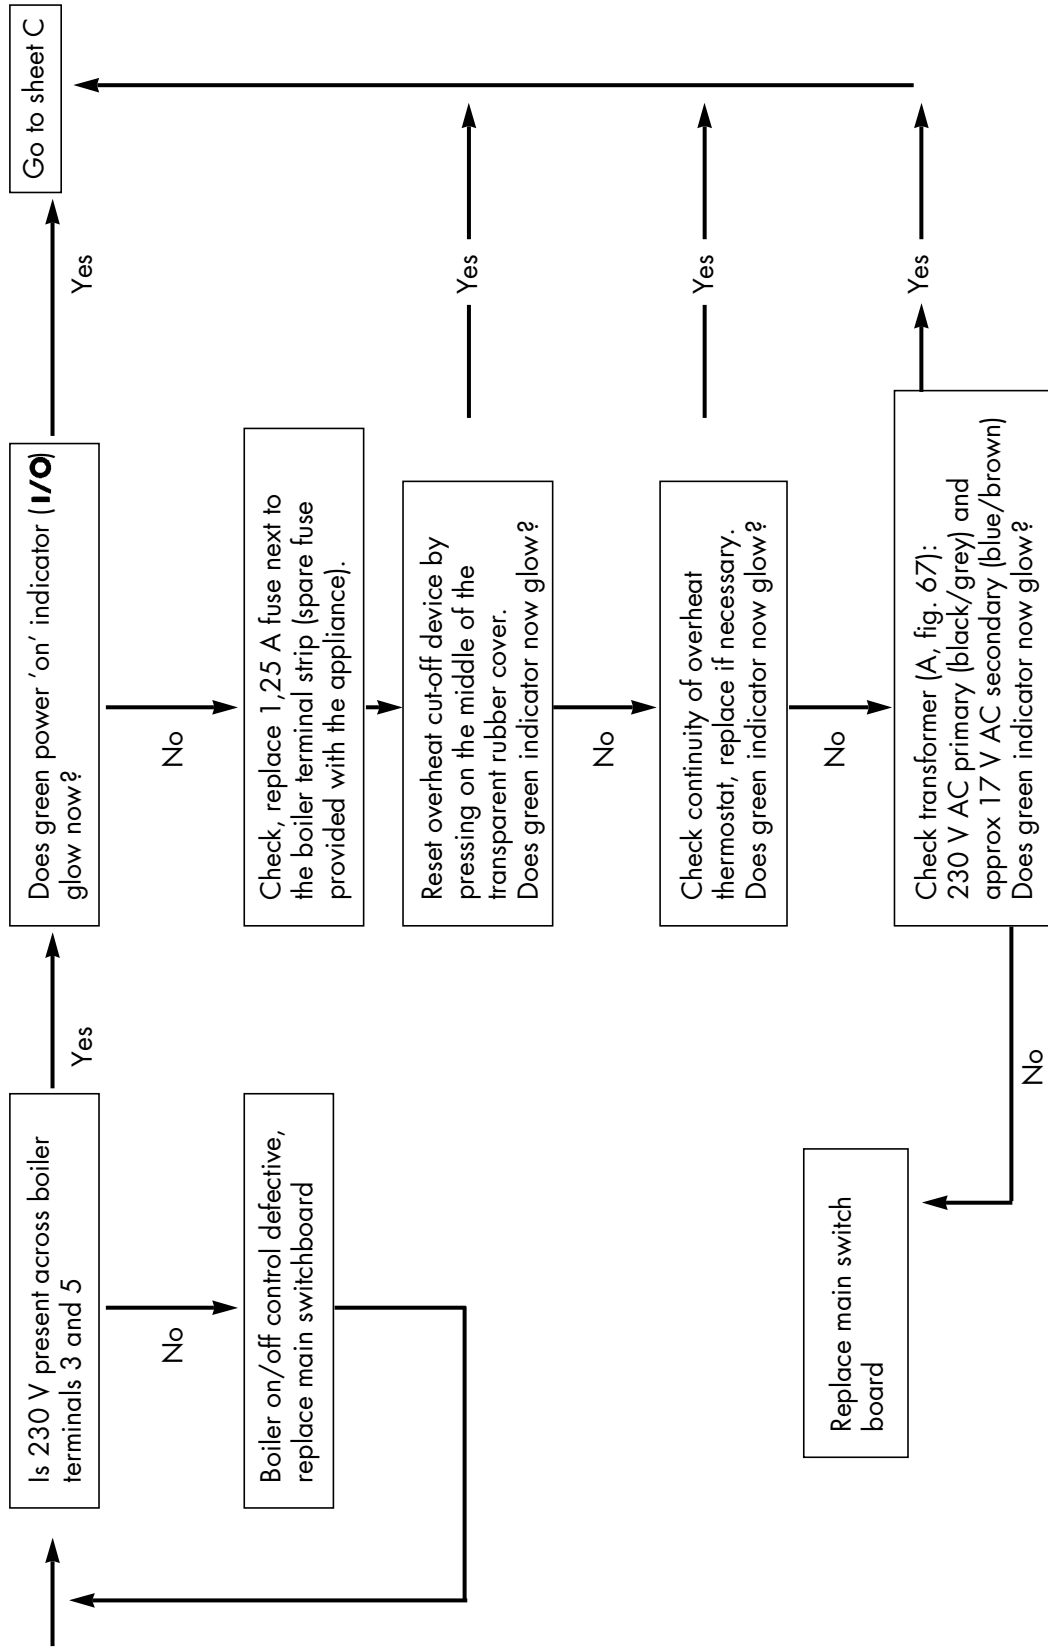 Is 230 V present across boiler
terminals 3 and 5
Yes
Does green power 'on' indicator (I/O)
glow now?
Yes
Go to sheet C
No
Boiler on/off control defective,
replace main switchboard
No
Check, replace 1,25 A fuse next to
the boiler terminal strip (spare fuse
provided with the appliance).
Reset overheat cut-off device by
pressing on the middle of the
transparent rubber cover.
Does green indicator now glow?
Yes
No
Check continuity of overheat
thermostat, replace if necessary.
Does green indicator now glow?
Yes
No
Check transformer (A, fig. 67):
230 V AC primary (black/grey) and
approx 17 V AC secondary (blue/brown)
Does green indicator now glow?
Yes
No
Replace main switch
board